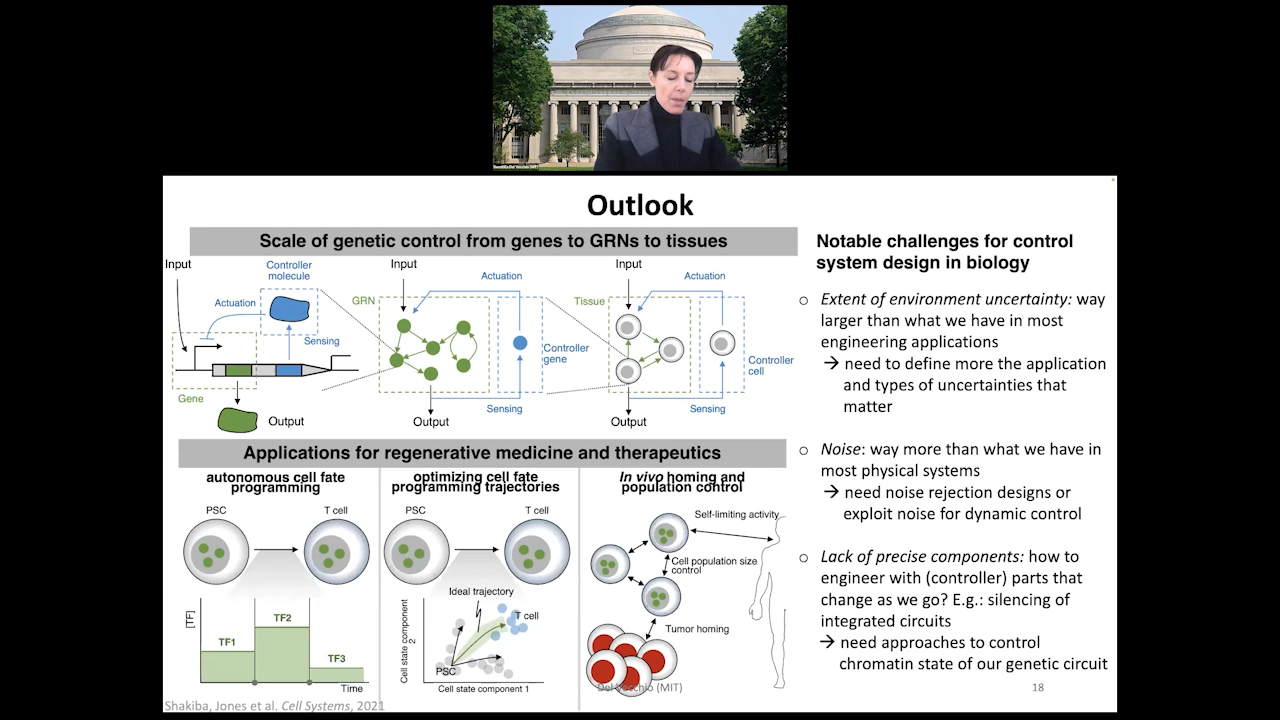 Domitilla Del Vecchio (MIT)
Outlook
Scale of genetic control from genes to GRNs to tissues
Input
Controller
molecule
Actuation
Sensing
Gene
Output
Input
Actuation
GRN
Controller
gene
Sensing
Output
Input
Actuation
Tissue
Controller
cell
Sensing
Output
Applications for regenerative medicine and therapeutics
autonomous cell fate
programming
PSC
T cell
[TF]
TF1
TF2
TF3
Time
optimizing cell fate
programming trajectories
PSC
T cell
Ideal trajectory
T cell
PSC
Cell state component
2
Cell state component 1
In vivo homing and
population control
Self-limiting activity
Cell population size
control
Tumor homing
Notable challenges for control
system design in biology
o Extent of environment uncertainty: way
larger than what we have in most
engineering applications
→ need to define more the application
and types of uncertainties that
matter
o Noise: way more than what we have in
most physical systems
→ need noise rejection designs or
exploit noise for dynamic control
o Lack of precise components: how to
engineer with (controller) parts that
change as we go? E.g.: silencing of
integrated circuits
→ need approaches to control
chromatin state of our genetic circuit
Shakiba, Jones et al. Cell Systems, 2021
Del Vecchio (MIT)
18